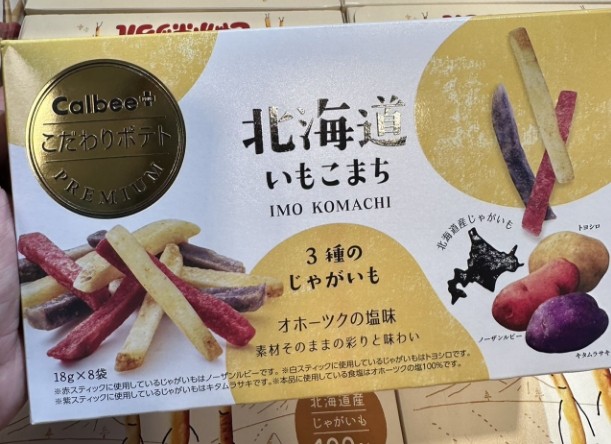 Calbee+
こだわりポテト
PREMIUM
北海道
いもこまち
IMO KOMACHI
3種の
じゃがいも
オホーツクの塩味
素材そのままの彩りと味わい
北海道産じゃがいも
トヨシロ
ノーザンルビー
キタムラサキ
18g×8袋
※赤スティックに使用しているじゃがいもはノーザンルビーです。※白スティックに使用しているじゃがいもはトヨシロです。
※紫スティックに使用しているじゃがいもはキタムラサキです。※本品に使用している食塩はオホーツクの塩100%です。
北海道産
じゃがいも
100%